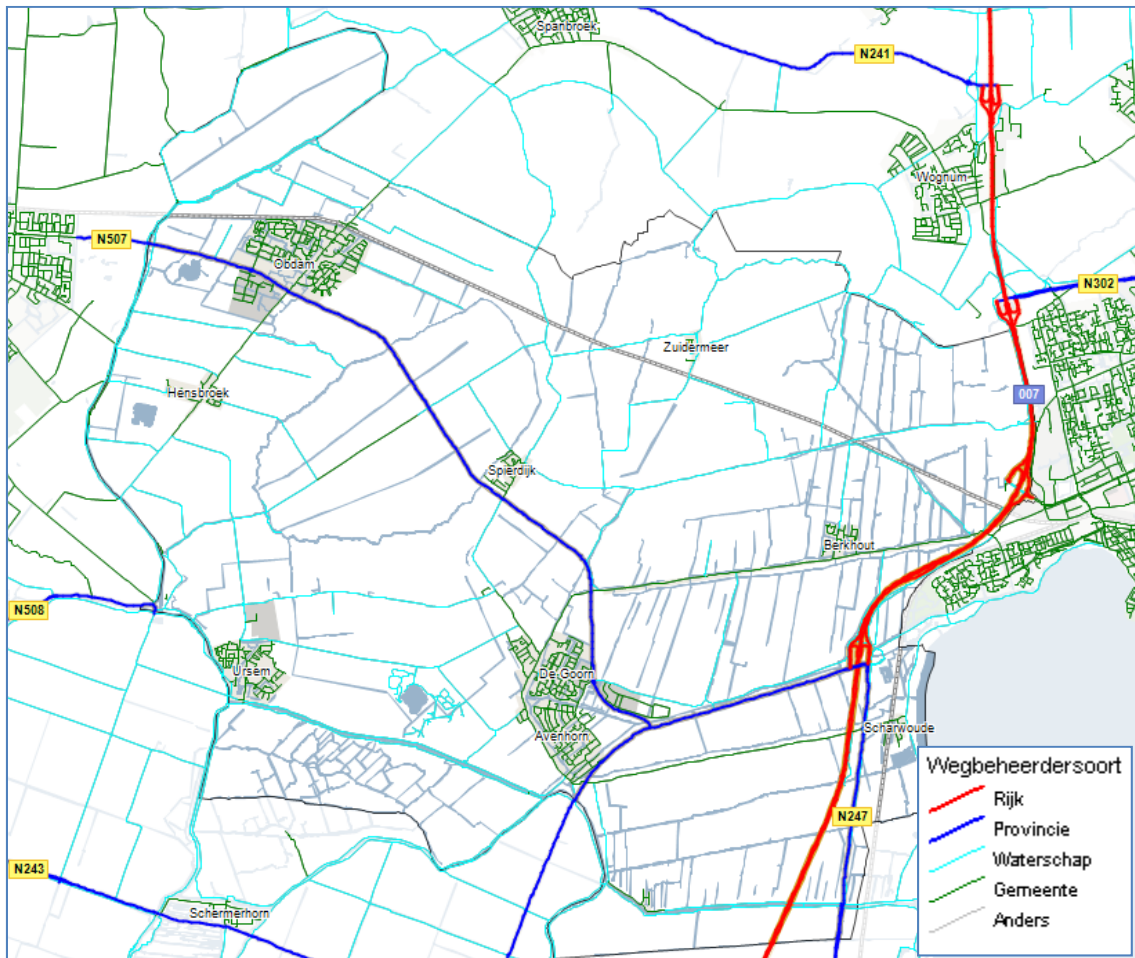 Spanbroek
N241
Wognum
N507
Obdam
N302
Zuidermeer
Hensbroek
007
Spierdijk
Berkhout
N508
Ursem
De Goorn
Scharwoude
Avenhorn
N247
N243
Schermerhorn
Wegbeheerdersoort
Rijk
Provincie
Waterschap
Gemeente
Anders